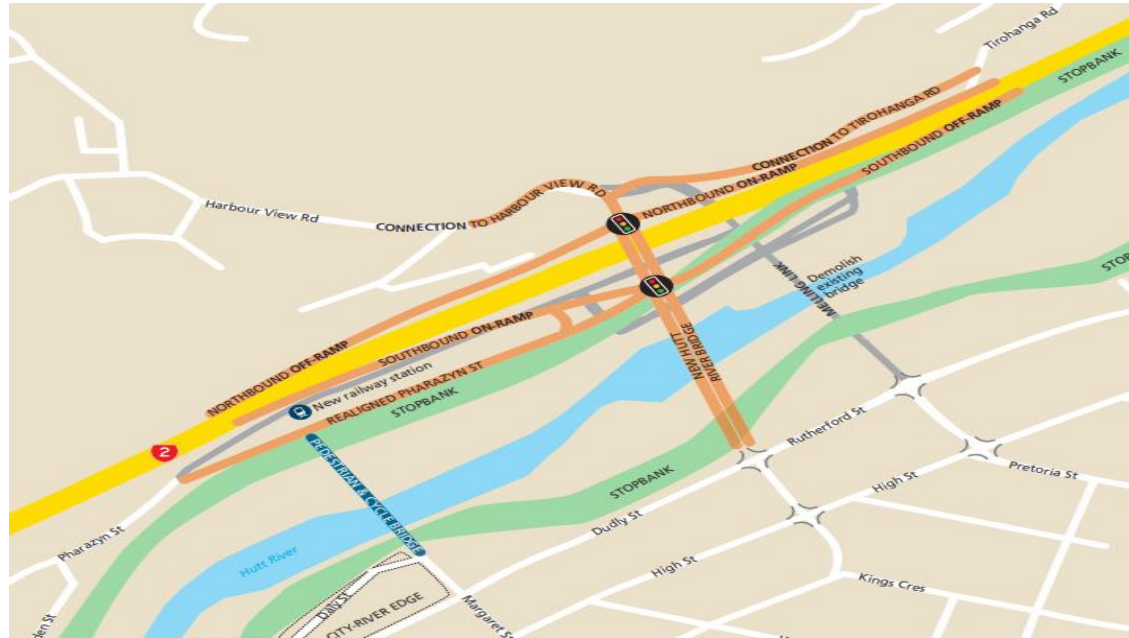 Tirohanga Rd
STOPBANK
CONNECTION TO TIROHANGA RD
SOUTHBOUND OFF-RAMP
NORTHBOUND ON-RAMP
Harbour View Rd
CONNECTION TO HARBOUR VIEW RD
MELLING LINK
Demolish
existing
bridge
NEW HUTT
RIVER BRIDGE
NORTHBOUND OFF-RAMP
SOUTHBOUND ON-RAMP
New railway station
REALIGNED PHARAZYN ST
STOPBANK
2
PEDESTRIAN & CYCLE BRIDGE
Rutherford St
Pretoria St
High St
STOPBANK
Dudly St
Pharazyn St
Hutt River
High St
Kings Cres
Daly St
CITY-RIVER EDGE
Margaret St